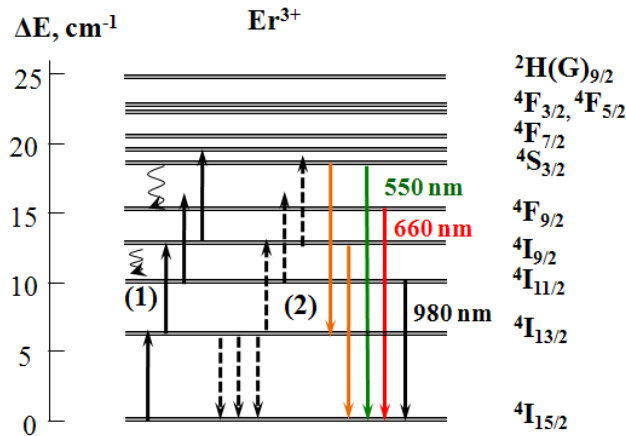 ΔE, cm⁻¹
Er³⁺
25
20
15
10
5
0
(1)
(2)
550 nm
660 nm
980 nm
²H(G)₉/₂
⁴F₃/₂, ⁴F₅/₂
⁴F₇/₂
⁴S₃/₂
⁴F₉/₂
⁴I₉/₂
⁴I₁₁/₂
⁴I₁₃/₂
⁴I₁₅/₂